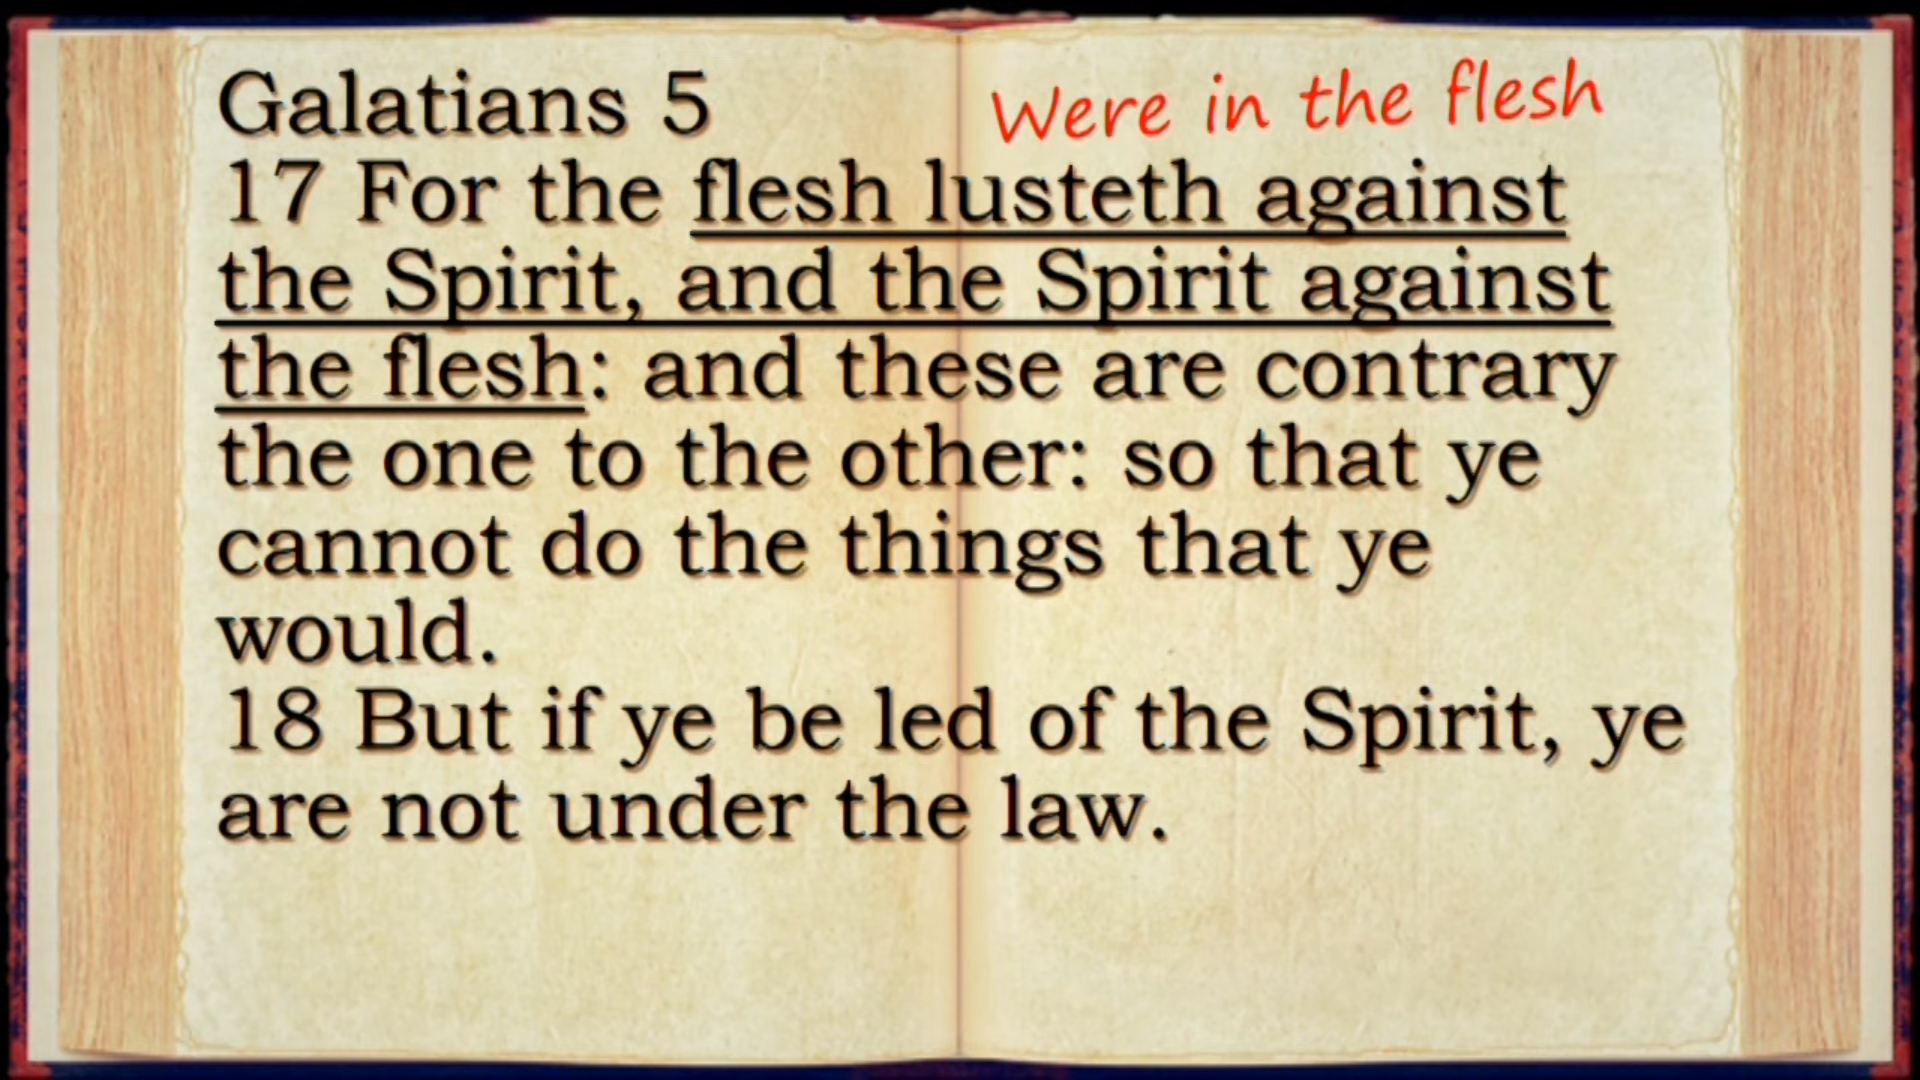 Galatians 5
Were in the flesh
17 For the flesh lusteth against
the Spirit, and the Spirit against
the flesh: and these are contrary
the one to the other: so that ye
cannot do the things that ye
would.
18 But if ye be led of the Spirit, ye
are not under the law.